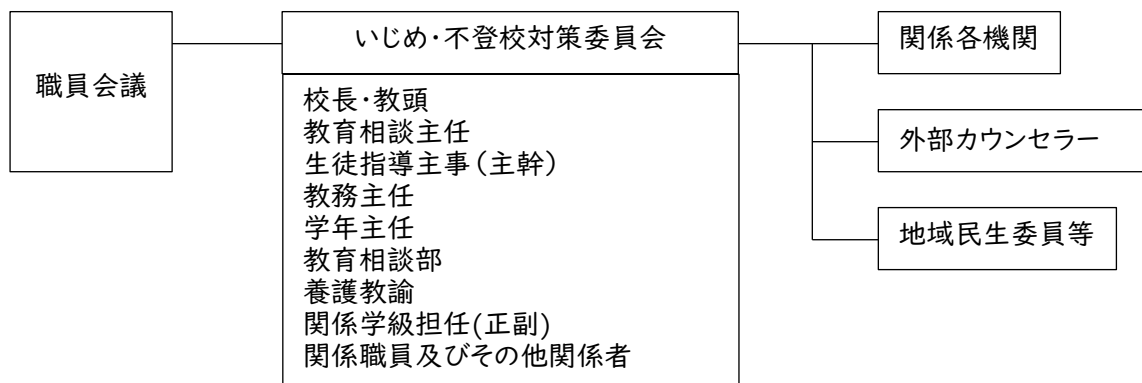 職員会議
いじめ・不登校対策委員会
校長・教頭
教育相談主任
生徒指導主事(主幹)
教務主任
学年主任
教育相談部
養護教諭
関係学級担任(正副)
関係職員及びその他関係者
関係各機関
外部カウンセラー
地域民生委員等